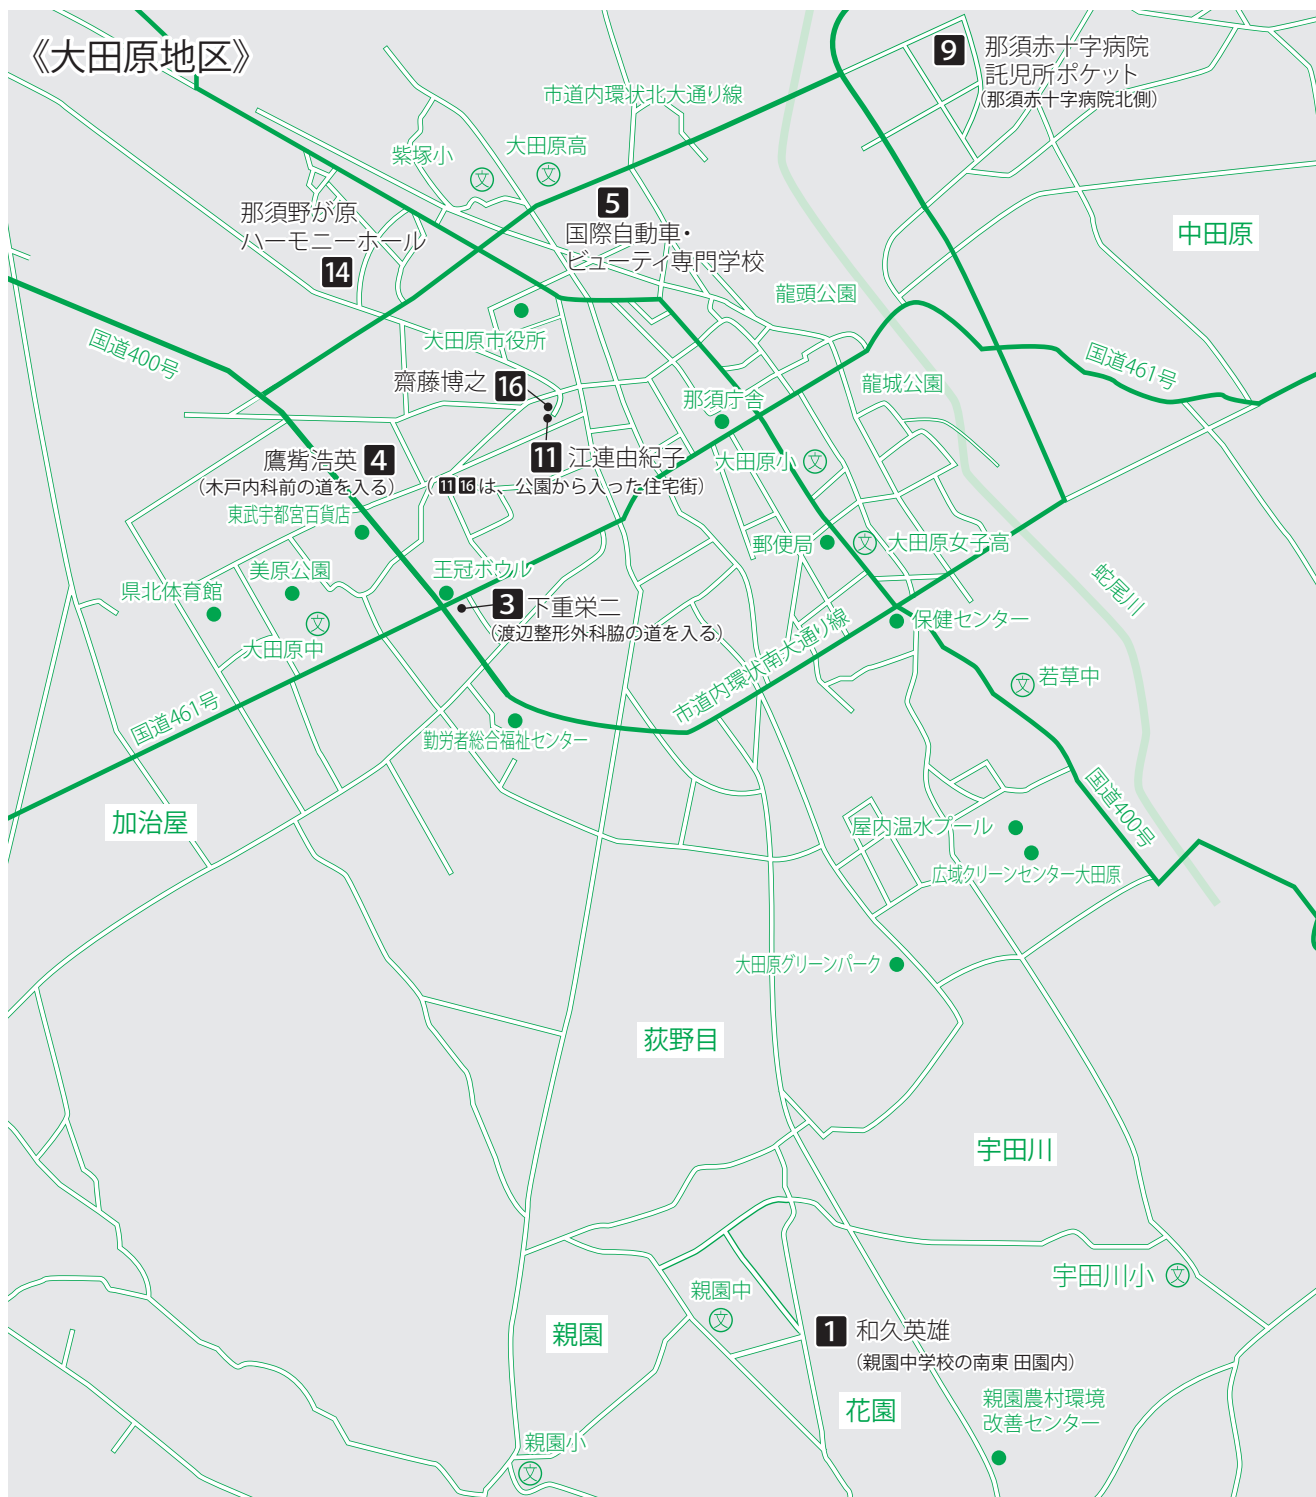 《大田原地区》
9
那須赤十字病院
託児所ポケット
(那須赤十字病院北側)
市道内環状北大通り線
紫塚小
文
大田原高
文
5
国際自動車・
ビューティ専門学校
那須野が原
ハーモニーホール
14
中田原
龍頭公園
国道400号
大田原市役所
国道461号
齋藤博之 16
那須庁舎
龍城公園
鷹觜浩英 4
(木戸内科前の道を入る)
11 江連由紀子
(11 16は、公園から入った住宅街)
大田原小 文
東武宇都宮百貨店
郵便局
文 大田原女子高
美原公園
王冠ボウル
蛇尾川
県北体育館
文
大田原中
3 下重栄二
(渡辺整形外科脇の道を入る)
保健センター
市道内環状南大通り線
文 若草中
国道461号
勤労者総合福祉センター
加治屋
国道400号
屋内温水プール
広域クリーンセンター大田原
大田原グリーンパーク
荻野目
宇田川
宇田川小 文
親園中
文
親園
1 和久英雄
(親園中学校の南東 田園内)
花園
親園農村環境
改善センター
親園小
文